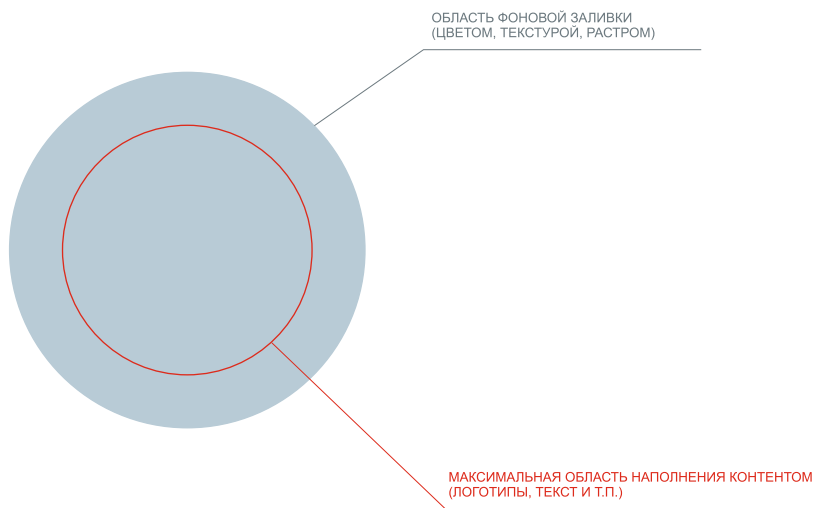 ОБЛАСТЬ ФОНОВОЙ ЗАЛИВКИ
(ЦВЕТОМ, ТЕКСТУРОЙ, РАСТРОМ)
МАКСИМАЛЬНАЯ ОБЛАСТЬ НАПОЛНЕНИЯ КОНТЕНТОМ
(ЛОГОТИПЫ, ТЕКСТ И Т.П.)